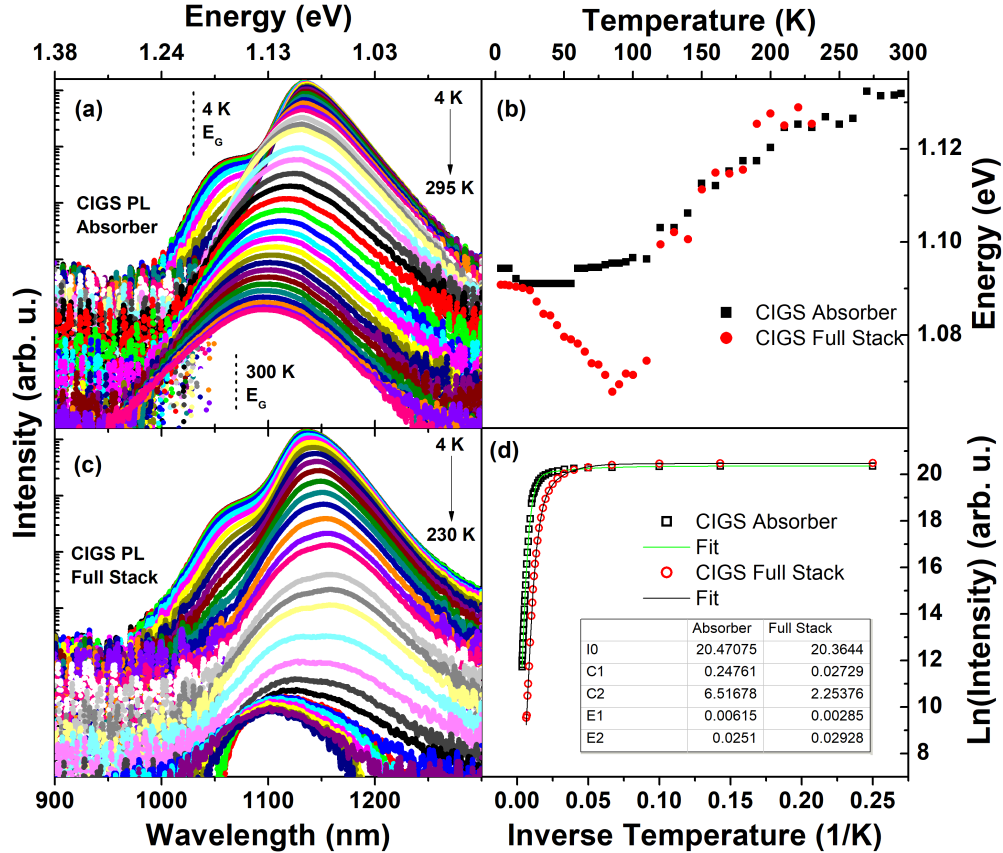 Energy (eV)
1.38 1.24 1.13 1.03
Temperature (K)
0 50 100 150 200 250 300
(a)
4 K
E_G
4 K
295 K
CIGS PL
Absorber
300 K
E_G
(b)
1.12
1.10
1.08
Energy (eV)
CIGS Absorber
CIGS Full Stack
Intensity (arb. u.)
(c)
4 K
230 K
CIGS PL
Full Stack
900 1000 1100 1200
Wavelength (nm)
(d)
20
18
16
14
12
10
8
Ln(Intensity) (arb. u.)
CIGS Absorber
Fit
CIGS Full Stack
Fit
Absorber Full Stack
I0 20.47075 20.3644
C1 0.24761 0.02729
C2 6.51678 2.25376
E1 0.00615 0.00285
E2 0.0251 0.02928
0.00 0.05 0.10 0.15 0.20 0.25
Inverse Temperature (1/K)